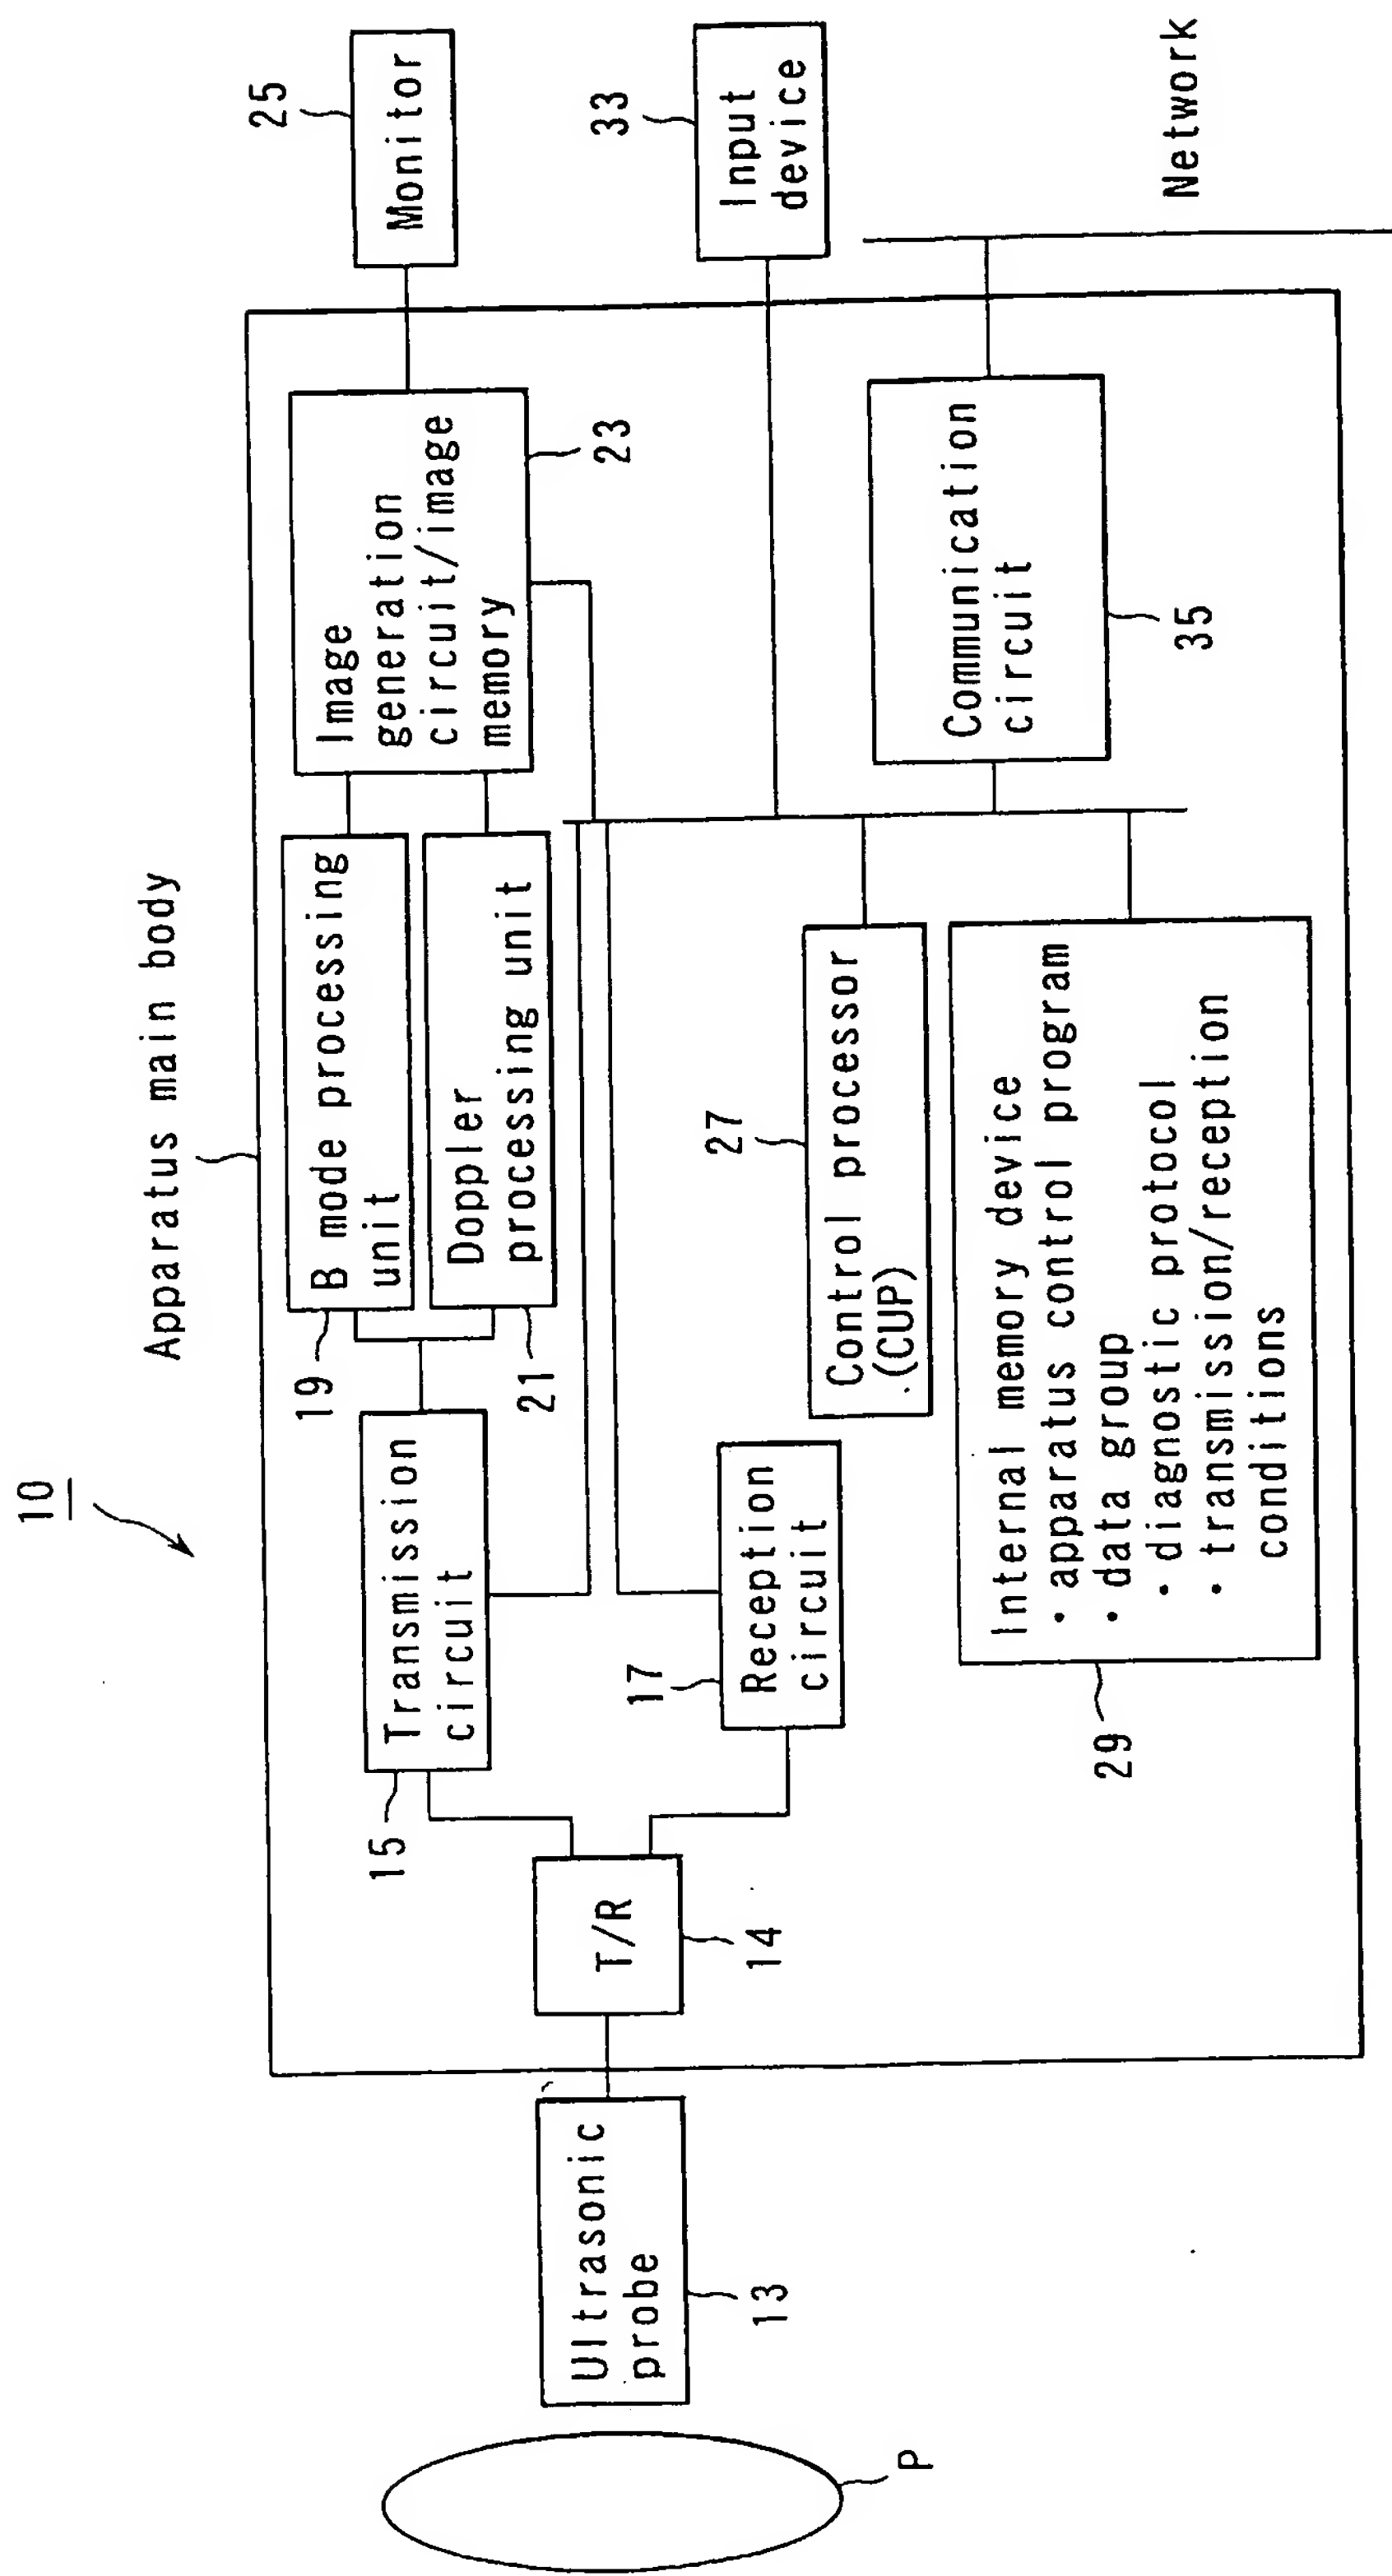 10
Apparatus main body
25
Monitor
19
B mode processing
unit
Image
generation
circuit/image
memory
23
15
Transmission
circuit
21
Doppler
processing unit
33
Input
device
Ultrasonic
probe
13
T/R
14
17
Reception
circuit
27
Control processor
.(CUP)
Communication
circuit
35
Network
P
29
Internal memory device
・apparatus control program
・data group
・diagnostic protocol
・transmission/reception
conditions